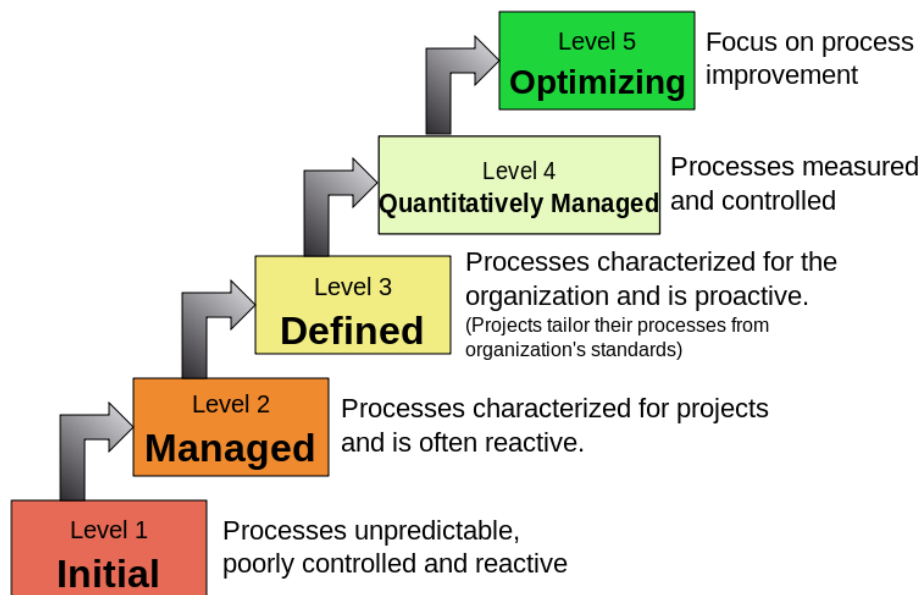 Level 5
Optimizing
Focus on process
improvement
Level 4
Quantitatively Managed
Processes measured
and controlled
Level 3
Defined
Processes characterized for the
organization and is proactive.
(Projects tailor their processes from
organization's standards)
Level 2
Managed
Processes characterized for projects
and is often reactive.
Level 1
Initial
Processes unpredictable,
poorly controlled and reactive